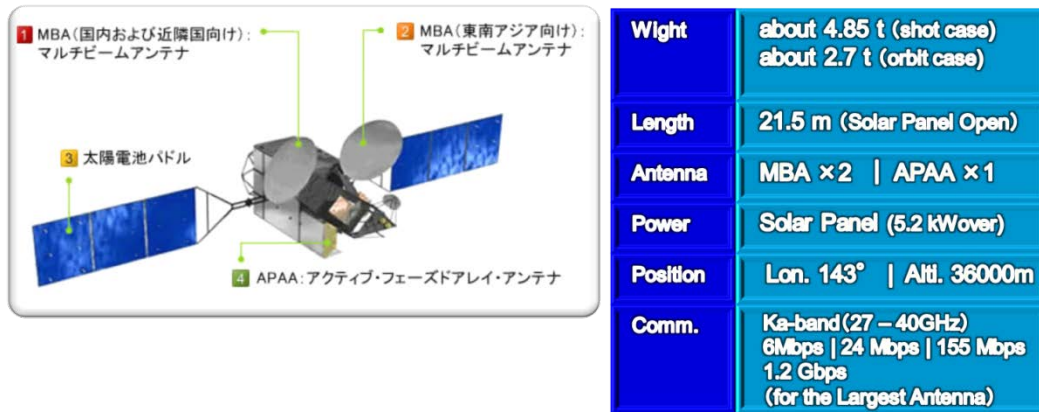 1 MBA(国内および近隣国向け):
マルチビームアンテナ
2 MBA(東南アジア向け):
マルチビームアンテナ
3 太陽電池パドル
4 APAA:アクティブ・フェーズドアレイ・アンテナ
Wight
about 4.85 t (shot case)
about 2.7 t (orbit case)
Length
21.5 m (Solar Panel Open)
Antenna
MBA ×2 | APAA ×1
Power
Solar Panel (5.2 kWover)
Position
Lon. 143° | Alti. 36000m
Comm.
Ka-band(27 – 40GHz)
6Mbps | 24 Mbps | 155 Mbps
1.2 Gbps
(for the Largest Antenna)